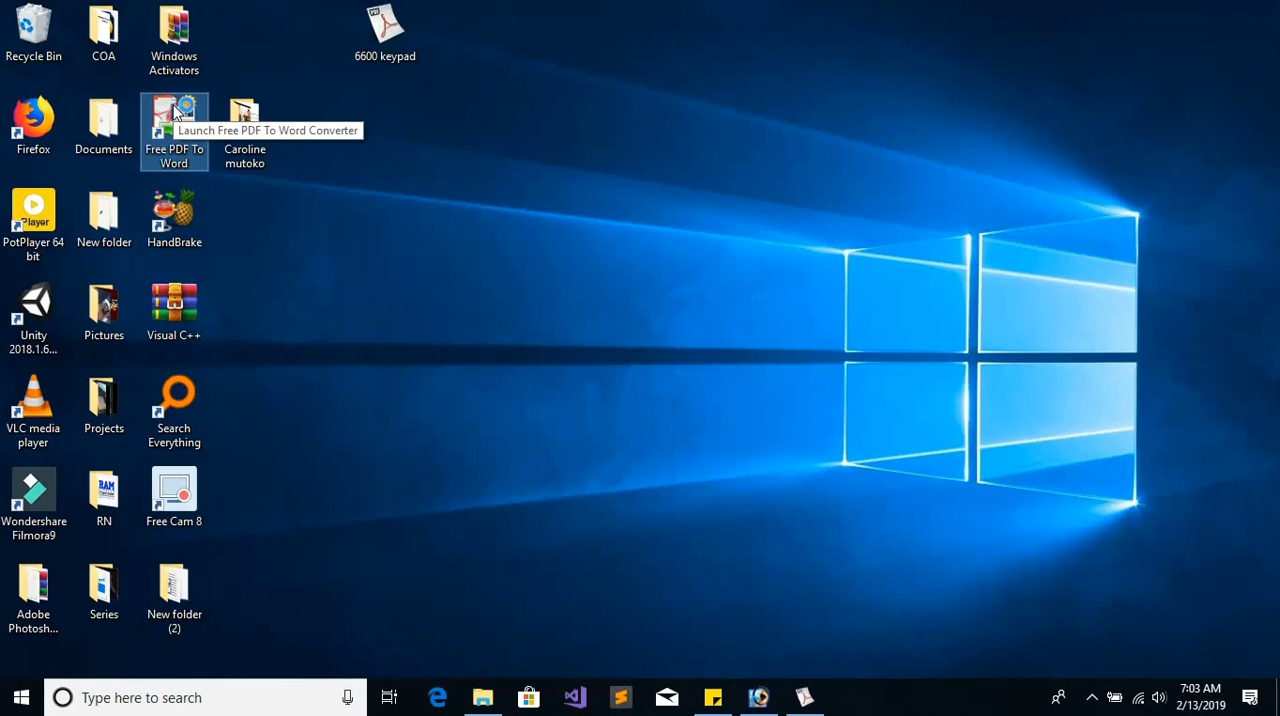 Recycle Bin
COA
Windows
Activators
6600 keypad
Firefox
Documents
Free PDF To
Word
Launch Free PDF To Word Converter
Caroline
mutoko
Player
PotPlayer 64
bit
New folder
HandBrake
Unity
2018.1.6...
Pictures
Visual C++
VLC media
player
Projects
Search
Everything
Wondershare
Filmora9
RAM
RN
Free Cam 8
Adobe
Photosh...
Series
New folder
(2)
Type here to search
7:03 AM
2/13/2019